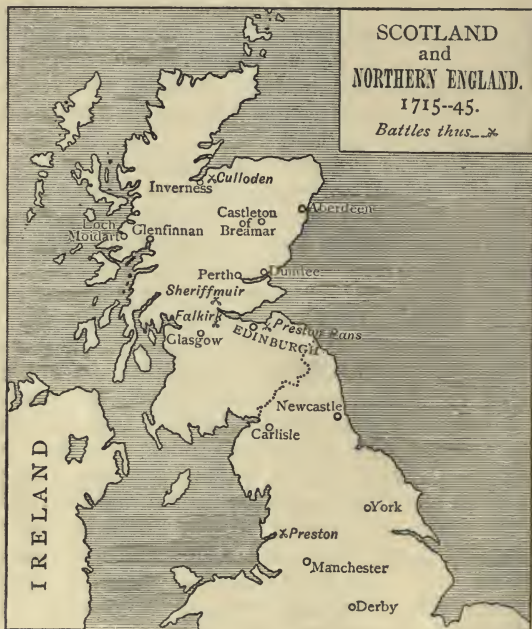 SCOTLAND
and
NORTHERN ENGLAND.
1715--45.
Battles thus
Culloden
Inverness
Aberdeen
Castleton
of
Breamar
Loch
Moidart
Glenfinnan
Perth
Dundee
Sheriffmuir
Falkirk
Preston Pans
EDINBURGH
Glasgow
Newcastle
Carlisle
IRELAND
York
Preston
Manchester
Derby